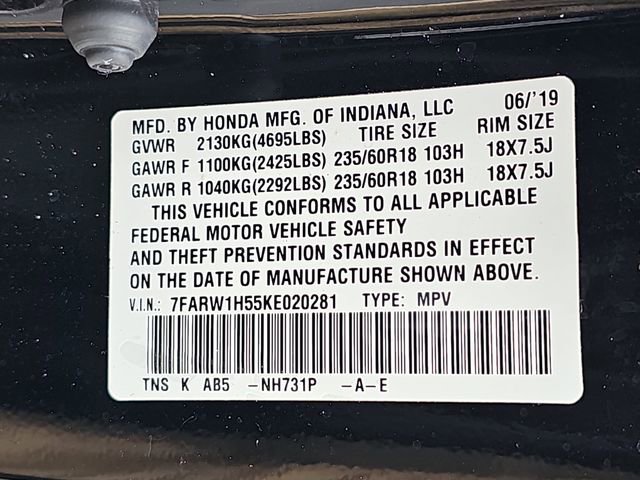 MFD. BY HONDA MFG. OF INDIANA, LLC 06/'19
GVWR 2130KG(4695LBS) TIRE SIZE RIM SIZE
GAWR F 1100KG(2425LBS) 235/60R18 103H 18X7.5J
GAWR R 1040KG(2292LBS) 235/60R18 103H 18X7.5J
THIS VEHICLE CONFORMS TO ALL APPLICABLE
FEDERAL MOTOR VEHICLE SAFETY
AND THEFT PREVENTION STANDARDS IN EFFECT
ON THE DATE OF MANUFACTURE SHOWN ABOVE.
V.I.N.: 7FARW1H55KE020281 TYPE: MPV
TNS K AB5 -NH731P -A-E